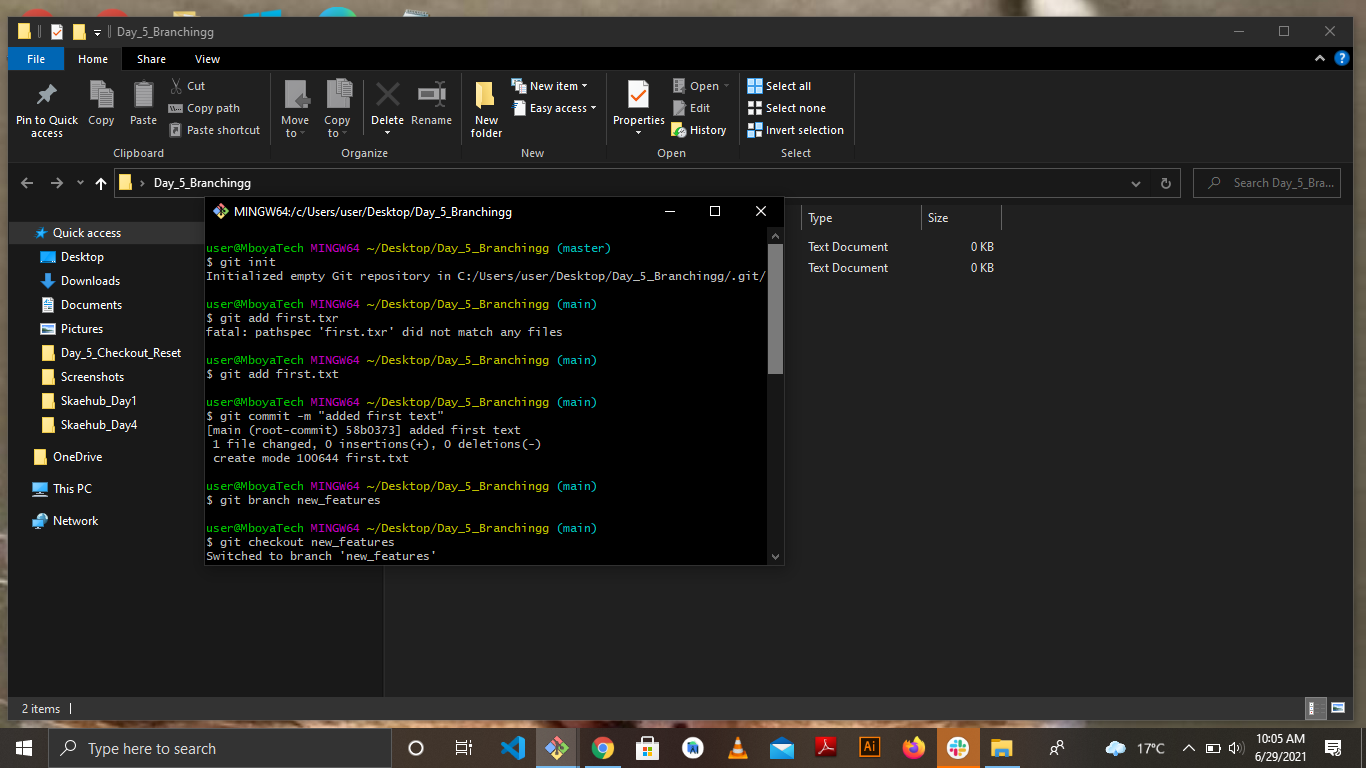 Day_5_Branchingg
File Home Share View
Pin to Quick access
Copy
Paste
Cut
Copy path
Paste shortcut
Clipboard
Move to
Copy to
Delete
Rename
Organize
New folder
New item
Easy access
New
Properties
Open
Edit
History
Open
Select all
Select none
Invert selection
Select
Day_5_Branchingg
Search Day_5_Bra...
Quick access
Desktop
Downloads
Documents
Pictures
Day_5_Checkout_Reset
Screenshots
Skaehub_Day1
Skaehub_Day4
OneDrive
This PC
Network
Type Size
Text Document 0 KB
Text Document 0 KB
MINGW64:/c/Users/user/Desktop/Day_5_Branchingg
user@MboyaTech MINGW64 ~/Desktop/Day_5_Branchingg (master)
$ git init
Initialized empty Git repository in C:/Users/user/Desktop/Day_5_Branchingg/.git/
user@MboyaTech MINGW64 ~/Desktop/Day_5_Branchingg (main)
$ git add first.txr
fatal: pathspec 'first.txr' did not match any files
user@MboyaTech MINGW64 ~/Desktop/Day_5_Branchingg (main)
$ git add first.txt
user@MboyaTech MINGW64 ~/Desktop/Day_5_Branchingg (main)
$ git commit -m "added first text"
[main (root-commit) 58b0373] added first text
1 file changed, 0 insertions(+), 0 deletions(-)
create mode 100644 first.txt
user@MboyaTech MINGW64 ~/Desktop/Day_5_Branchingg (main)
$ git branch new_features
user@MboyaTech MINGW64 ~/Desktop/Day_5_Branchingg (main)
$ git checkout new_features
Switched to branch 'new_features'
2 items
Type here to search
Ai
17°C
10:05 AM
6/29/2021